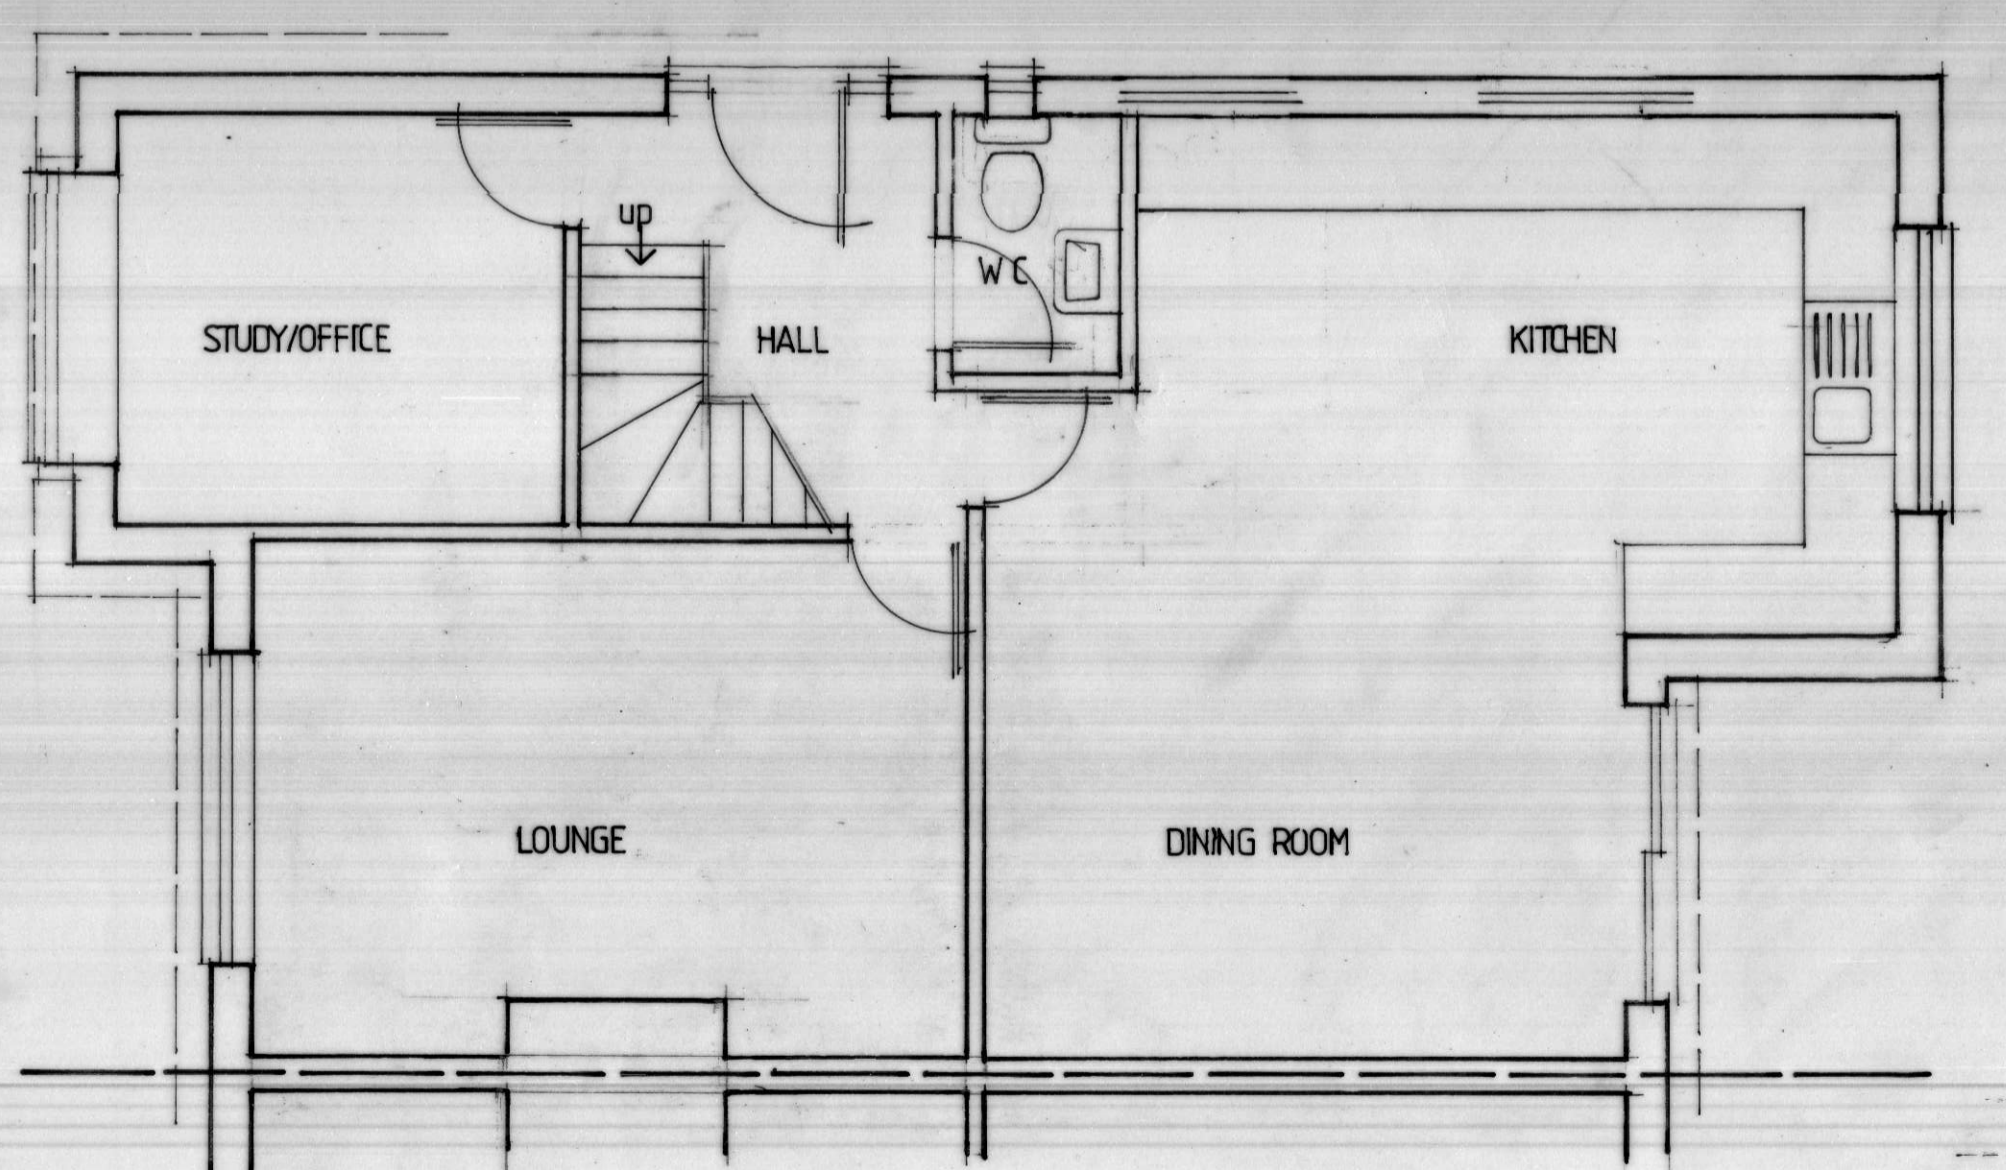 up
WC
STUDY/OFFICE
HALL
KITCHEN
LOUNGE
DINING ROOM